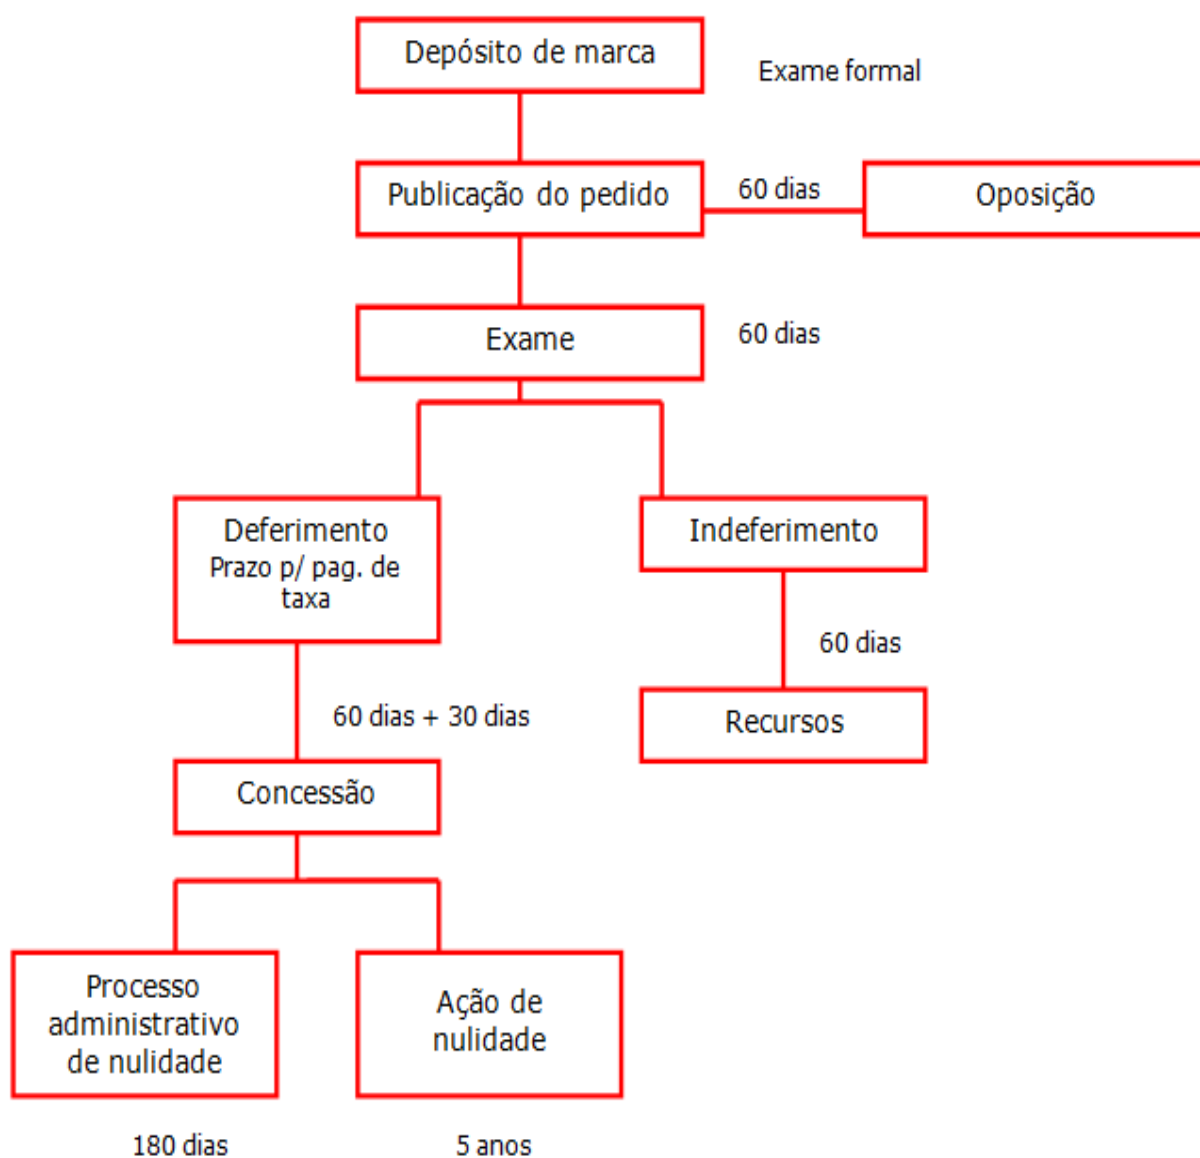 Depósito de marca
Exame formal
Publicação do pedido
60 dias
Oposição
Exame
60 dias
Deferimento
Prazo p/ pag. de
taxa
Indeferimento
60 dias
Recursos
60 dias + 30 dias
Concessão
Processo
administrativo
de nulidade
Ação de
nulidade
180 dias
5 anos